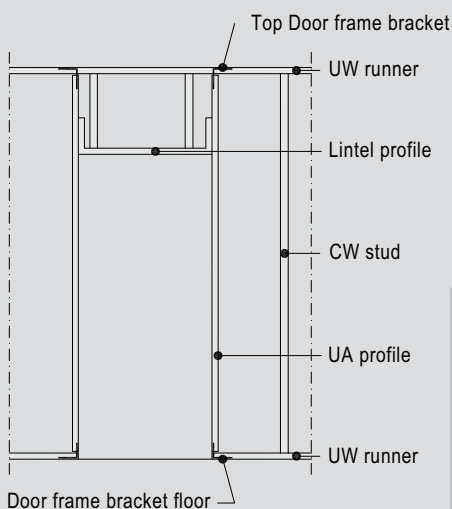 Top Door frame bracket
UW runner
Lintel profile
CW stud
UA profile
UW runner
Door frame bracket floor